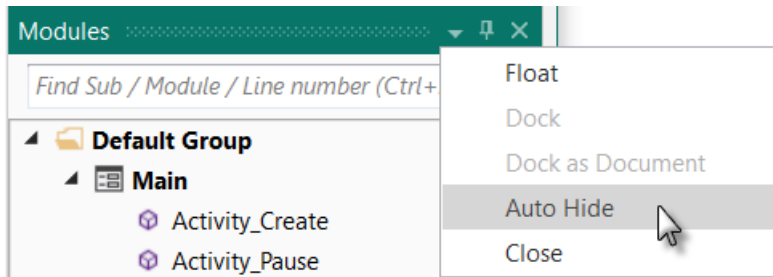 Modules
Find Sub / Module / Line number (Ctrl+
Default Group
Main
Activity_Create
Activity_Pause
Float
Dock
Dock as Document
Auto Hide
Close